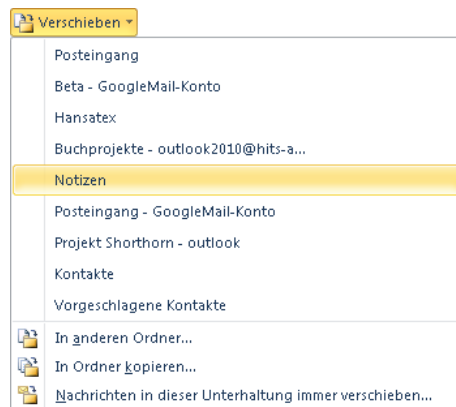 Verschieben
Posteingang
Beta - GoogleMail-Konto
Hansatex
Buchprojekte - outlook2010@hits-a...
Notizen
Posteingang - GoogleMail-Konto
Projekt Shorthorn - outlook
Kontakte
Vorgeschlagene Kontakte
In anderen Ordner...
In Ordner kopieren...
Nachrichten in dieser Unterhaltung immer verschieben...